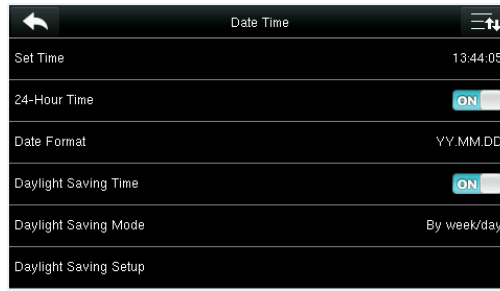 Date Time
Set Time 13:44:05
24-Hour Time ON
Date Format YY.MM.DD
Daylight Saving Time ON
Daylight Saving Mode By week/day
Daylight Saving Setup